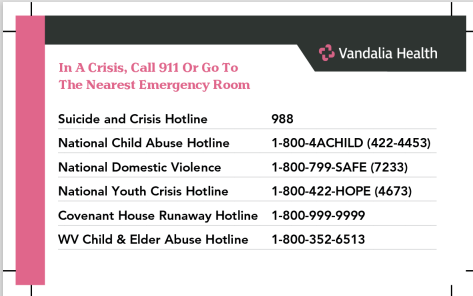 Vandalia Health
In A Crisis, Call 911 Or Go To
The Nearest Emergency Room
Suicide and Crisis Hotline 988
National Child Abuse Hotline 1-800-4ACHILD (422-4453)
National Domestic Violence 1-800-799-SAFE (7233)
National Youth Crisis Hotline 1-800-422-HOPE (4673)
Covenant House Runaway Hotline 1-800-999-9999
WV Child & Elder Abuse Hotline 1-800-352-6513